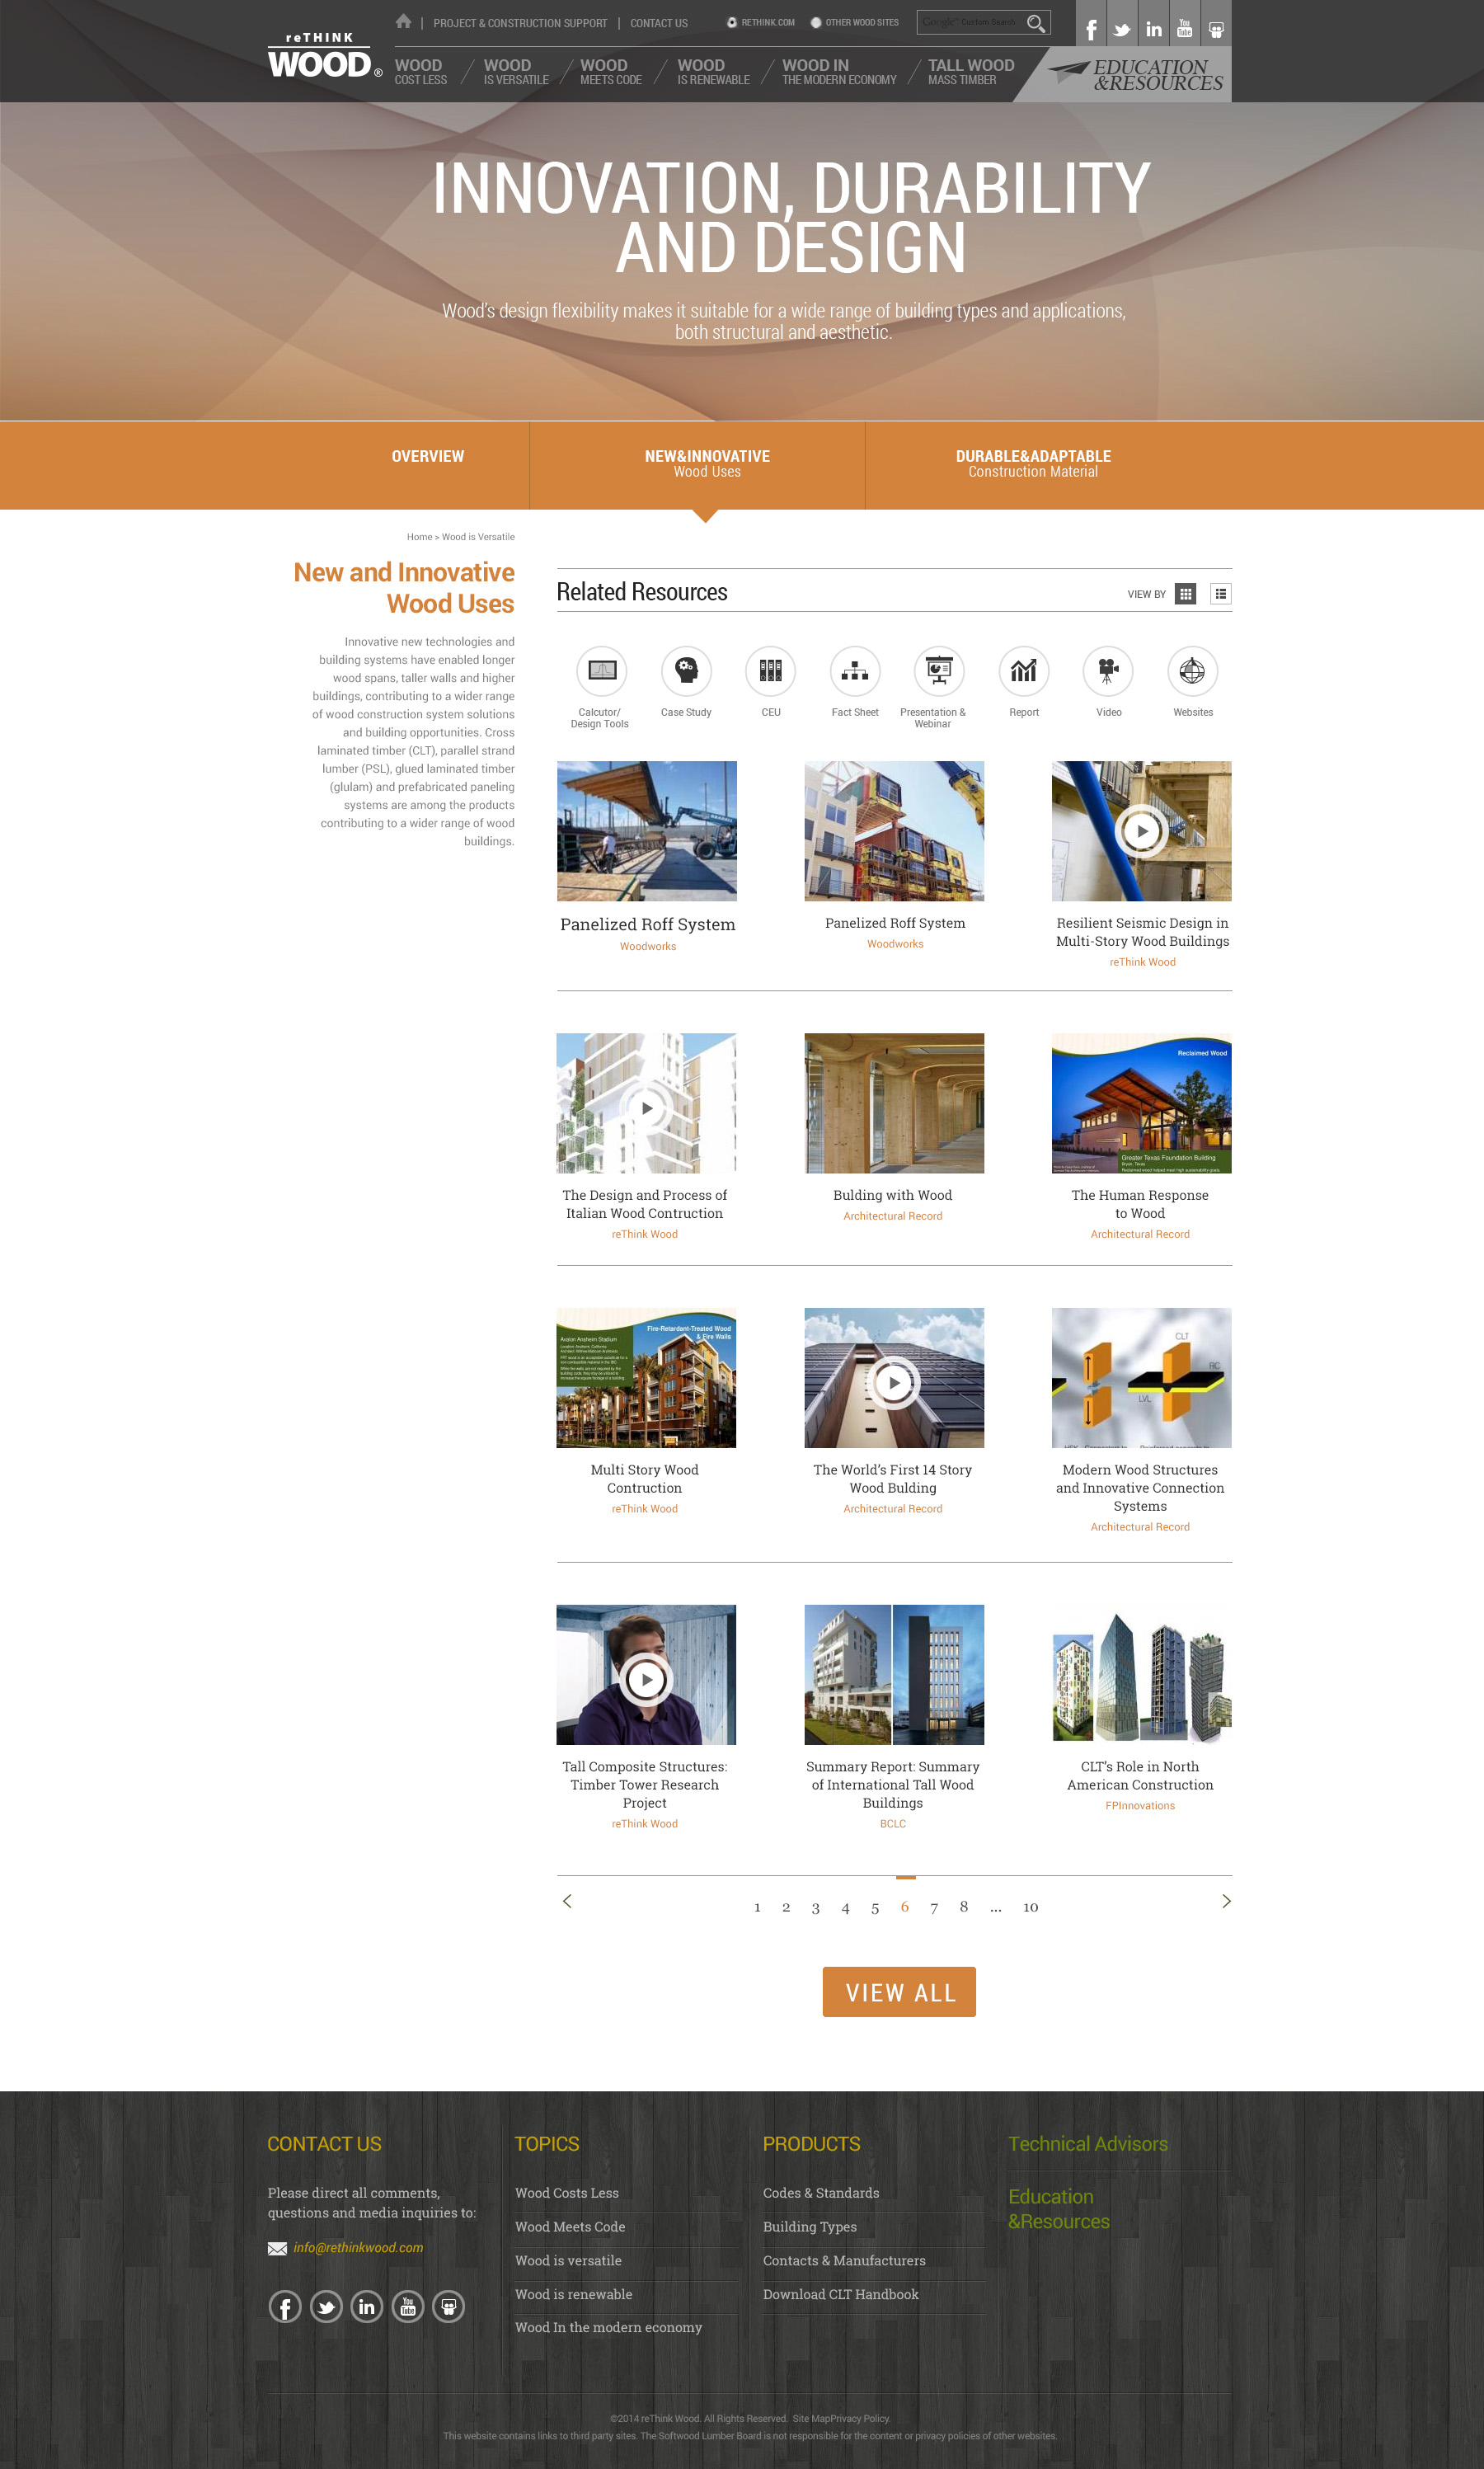 PROJECT & CONSTRUCTION SUPPORT
CONTACT US
RETHINK.COM
OTHER WOOD SITES
Google™ Custom Search
reTHINK
WOOD®
WOOD
COST LESS
WOOD
IS VERSATILE
WOOD
MEETS CODE
WOOD
IS RENEWABLE
WOOD IN
THE MODERN ECONOMY
TALL WOOD
MASS TIMBER
EDUCATION
&RESOURCES
INNOVATION, DURABILITY
AND DESIGN
Wood's design flexibility makes it suitable for a wide range of building types and applications,
both structural and aesthetic.
OVERVIEW
NEW&INNOVATIVE
Wood Uses
DURABLE&ADAPTABLE
Construction Material
Home > Wood is Versatile
New and Innovative
Wood Uses
Innovative new technologies and
building systems have enabled longer
wood spans, taller walls and higher
buildings, contributing to a wider range
of wood construction system solutions
and building opportunities. Cross
laminated timber (CLT), parallel strand
lumber (PSL), glued laminated timber
(glulam) and prefabricated paneling
systems are among the products
contributing to a wider range of wood
buildings.
Related Resources
VIEW BY
Calcutor/
Design Tools
Case Study
CEU
Fact Sheet
Presentation &
Webinar
Report
Video
Websites
Panelized Roff System
Woodworks
Panelized Roff System
Woodworks
Resilient Seismic Design in
Multi-Story Wood Buildings
reThink Wood
Reclaimed Wood
Greater Texas Foundation Building
Bryan, Texas
Reclaimed wood helped meet high sustainability goals.
The Design and Process of
Italian Wood Contruction
reThink Wood
Bulding with Wood
Architectural Record
The Human Response
to Wood
Architectural Record
Fire-Retardant-Treated Wood
& Fire Walls
Avalon Anaheim Stadium
Location: Anaheim, California
CLT
RC
LVL
Multi Story Wood
Contruction
reThink Wood
The World's First 14 Story
Wood Bulding
Architectural Record
Modern Wood Structures
and Innovative Connection
Systems
Architectural Record
Tall Composite Structures:
Timber Tower Research
Project
reThink Wood
Summary Report: Summary
of International Tall Wood
Buildings
BCLC
CLT's Role in North
American Construction
FPInnovations
1 2 3 4 5 6 7 8 ... 10
VIEW ALL
CONTACT US
Please direct all comments,
questions and media inquiries to:
info@rethinkwood.com
TOPICS
Wood Costs Less
Wood Meets Code
Wood is versatile
Wood is renewable
Wood In the modern economy
PRODUCTS
Codes & Standards
Building Types
Contacts & Manufacturers
Download CLT Handbook
Technical Advisors
Education
&Resources
©2014 reThink Wood. All Rights Reserved. Site MapPrivacy Policy.
This website contains links to third party sites. The Softwood Lumber Board is not responsible for the content or privacy policies of other websites.